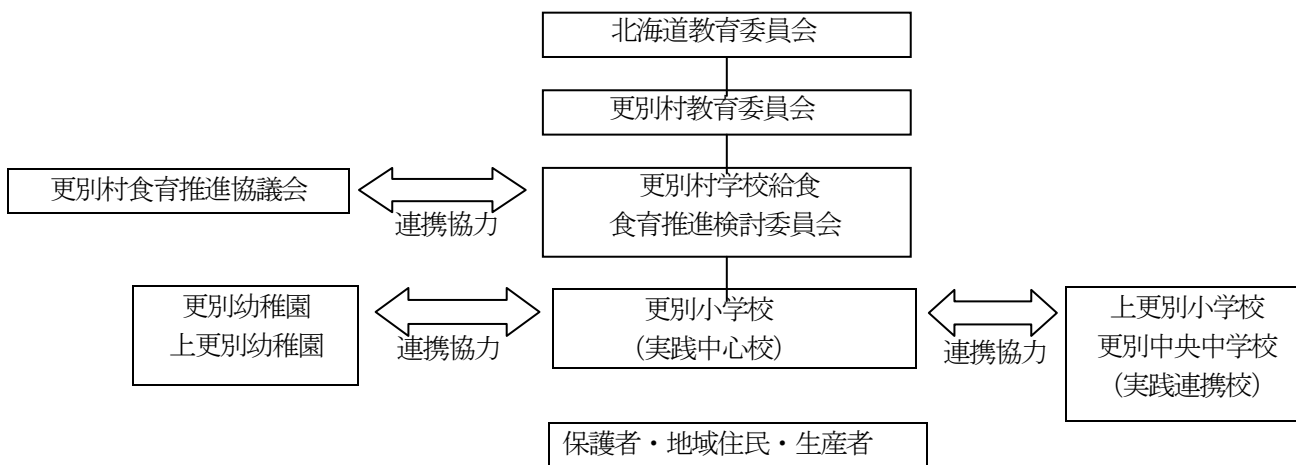 北海道教育委員会
更別村教育委員会
更別村食育推進協議会
連携協力
更別村学校給食
食育推進検討委員会
更別幼稚園
上更別幼稚園
連携協力
更別小学校
(実践中心校)
連携協力
上更別小学校
更別中央中学校
(実践連携校)
保護者・地域住民・生産者